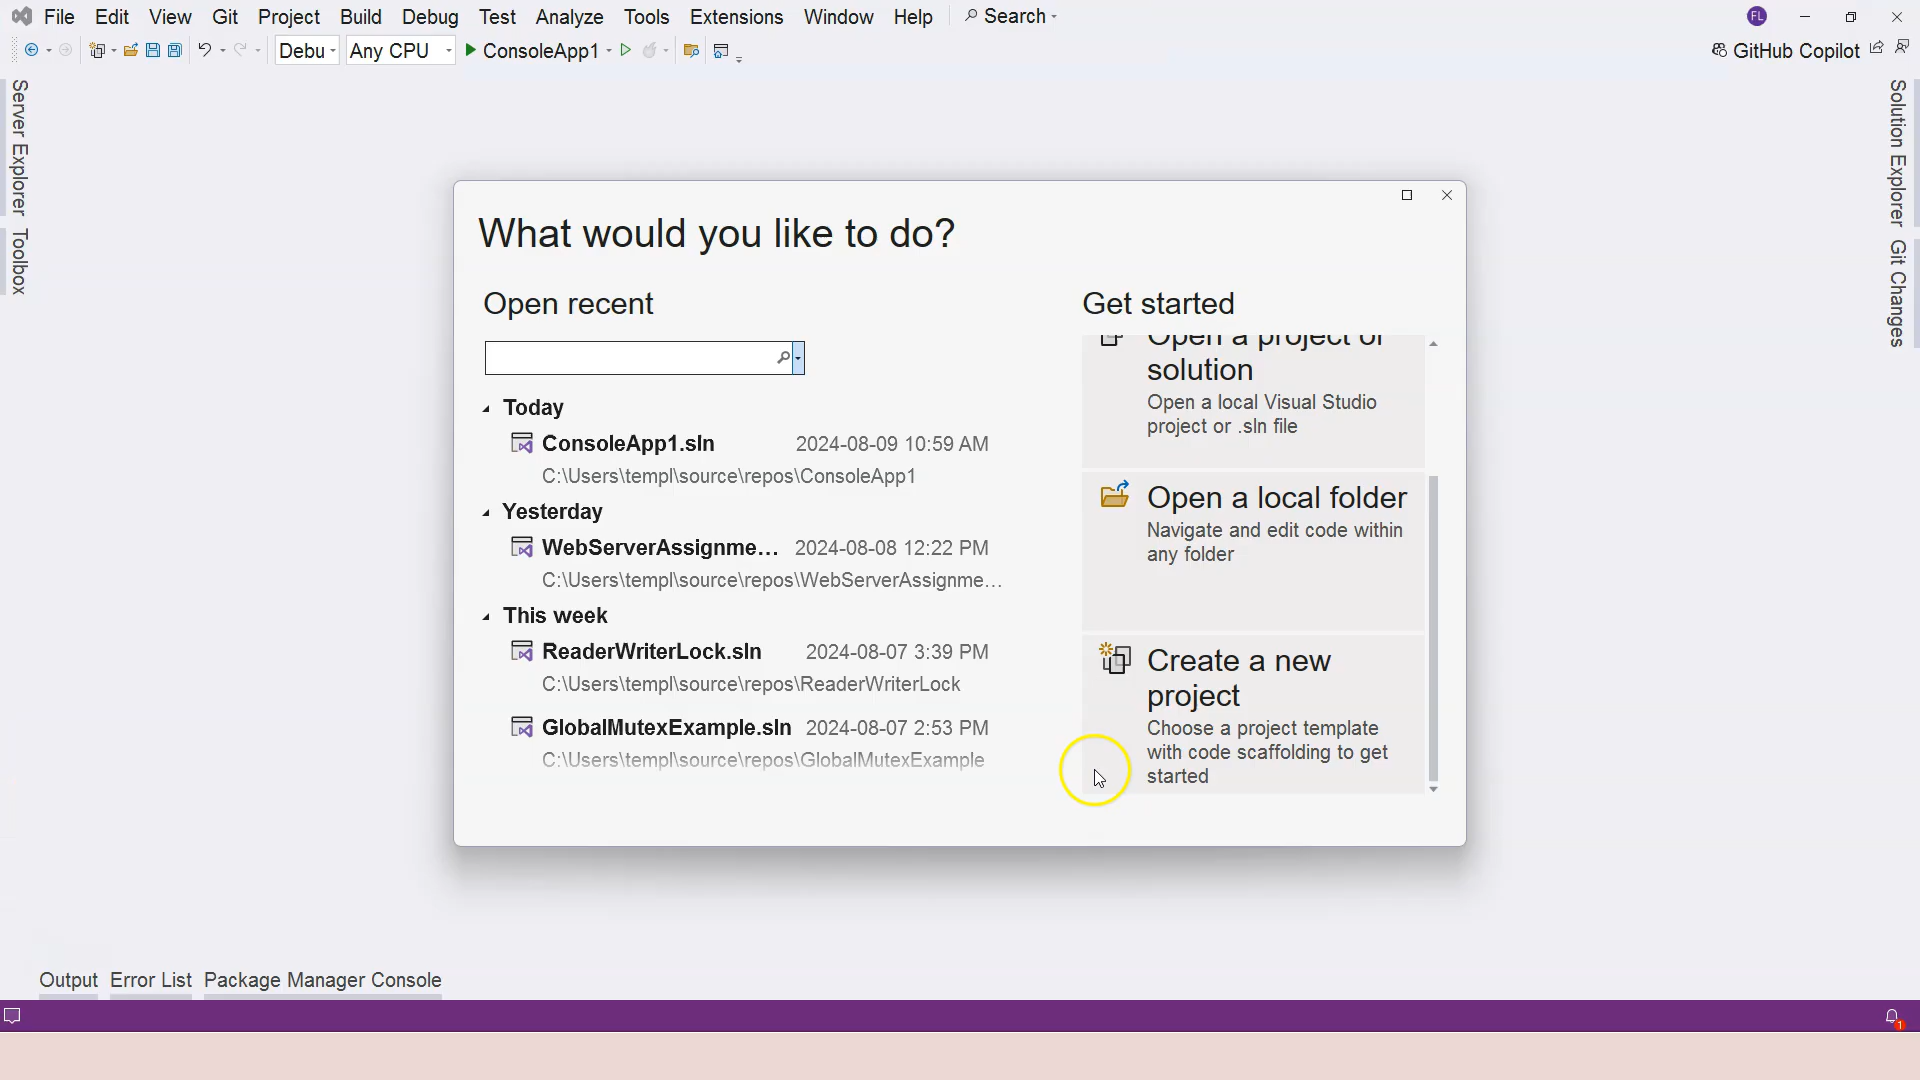 File Edit View Git Project Build Debug Test Analyze Tools Extensions Window Help Search FL
Debu Any CPU ConsoleApp1 GitHub Copilot
Server Explorer
Toolbox
Solution Explorer
Git Changes
What would you like to do?
Open recent
Today
ConsoleApp1.sln 2024-08-09 10:59 AM
C:\Users\templ\source\repos\ConsoleApp1
Yesterday
WebServerAssignme... 2024-08-08 12:22 PM
C:\Users\templ\source\repos\WebServerAssignme...
This week
ReaderWriterLock.sln 2024-08-07 3:39 PM
C:\Users\templ\source\repos\ReaderWriterLock
GlobalMutexExample.sln 2024-08-07 2:53 PM
C:\Users\templ\source\repos\GlobalMutexExample
Get started
Open a project or
solution
Open a local Visual Studio
project or .sln file
Open a local folder
Navigate and edit code within
any folder
Create a new
project
Choose a project template
with code scaffolding to get
started
Output Error List Package Manager Console
1